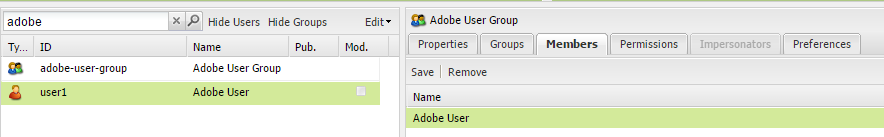 adobe Hide Users Hide Groups Edit
Ty... ID Name Pub. Mod.
adobe-user-group Adobe User Group
user1 Adobe User
Adobe User Group
Properties Groups Members Permissions Impersonators Preferences
Save Remove
Name
Adobe User